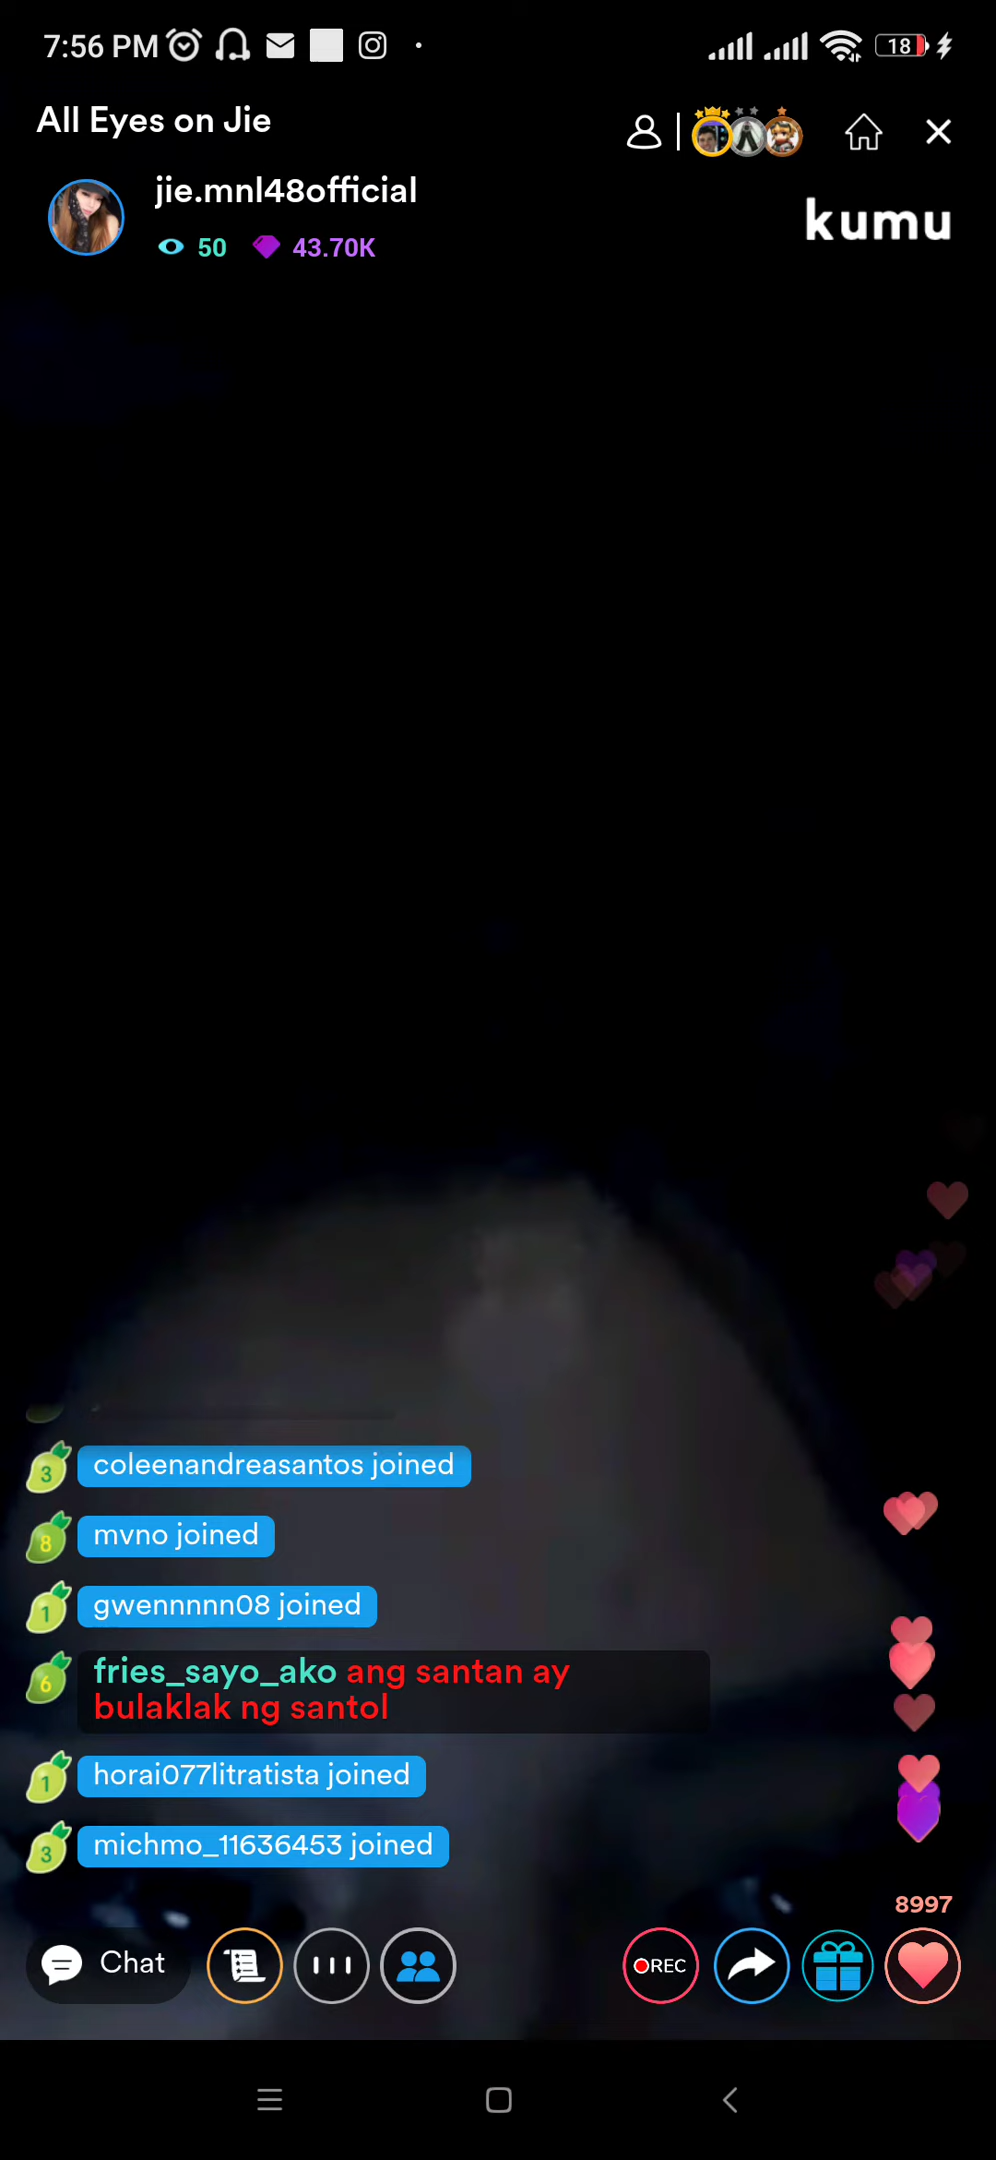 7:56 PM
18
All Eyes on Jie
jie.mnl48official
50 43.70K
kumu
3 coleenandreasantos joined
8 mvno joined
1 gwennnnn08 joined
6 fries_sayo_ako ang santan ay
bulaklak ng santol
1 horai077litratista joined
3 michmo_11636453 joined
8997
Chat
REC